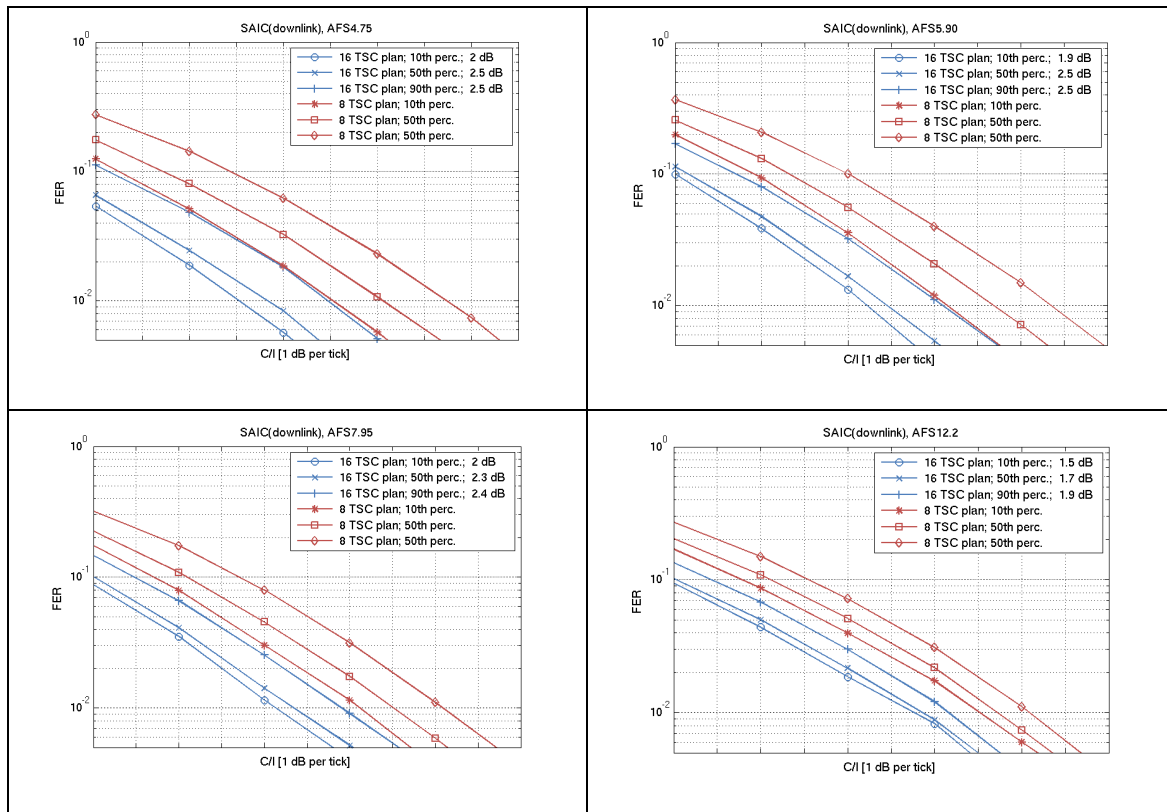 SAIC(downlink), AFS4.75
10^0
16 TSC plan; 10th perc.; 2 dB
16 TSC plan; 50th perc.; 2.5 dB
16 TSC plan; 90th perc.; 2.5 dB
8 TSC plan; 10th perc.
8 TSC plan; 50th perc.
8 TSC plan; 50th perc.
10^-1
FER
10^-2
C/I [1 dB per tick]
SAIC(downlink), AFS5.90
10^0
16 TSC plan; 10th perc.; 1.9 dB
16 TSC plan; 50th perc.; 2.5 dB
16 TSC plan; 90th perc.; 2.5 dB
8 TSC plan; 10th perc.
8 TSC plan; 50th perc.
8 TSC plan; 50th perc.
10^-1
FER
10^-2
C/I [1 dB per tick]
SAIC(downlink), AFS7.95
10^0
16 TSC plan; 10th perc.; 2 dB
16 TSC plan; 50th perc.; 2.3 dB
16 TSC plan; 90th perc.; 2.4 dB
8 TSC plan; 10th perc.
8 TSC plan; 50th perc.
8 TSC plan; 50th perc.
10^-1
FER
10^-2
C/I [1 dB per tick]
SAIC(downlink), AFS12.2
10^0
16 TSC plan; 10th perc.; 1.5 dB
16 TSC plan; 50th perc.; 1.7 dB
16 TSC plan; 90th perc.; 1.9 dB
8 TSC plan; 10th perc.
8 TSC plan; 50th perc.
8 TSC plan; 50th perc.
10^-1
FER
10^-2
C/I [1 dB per tick]